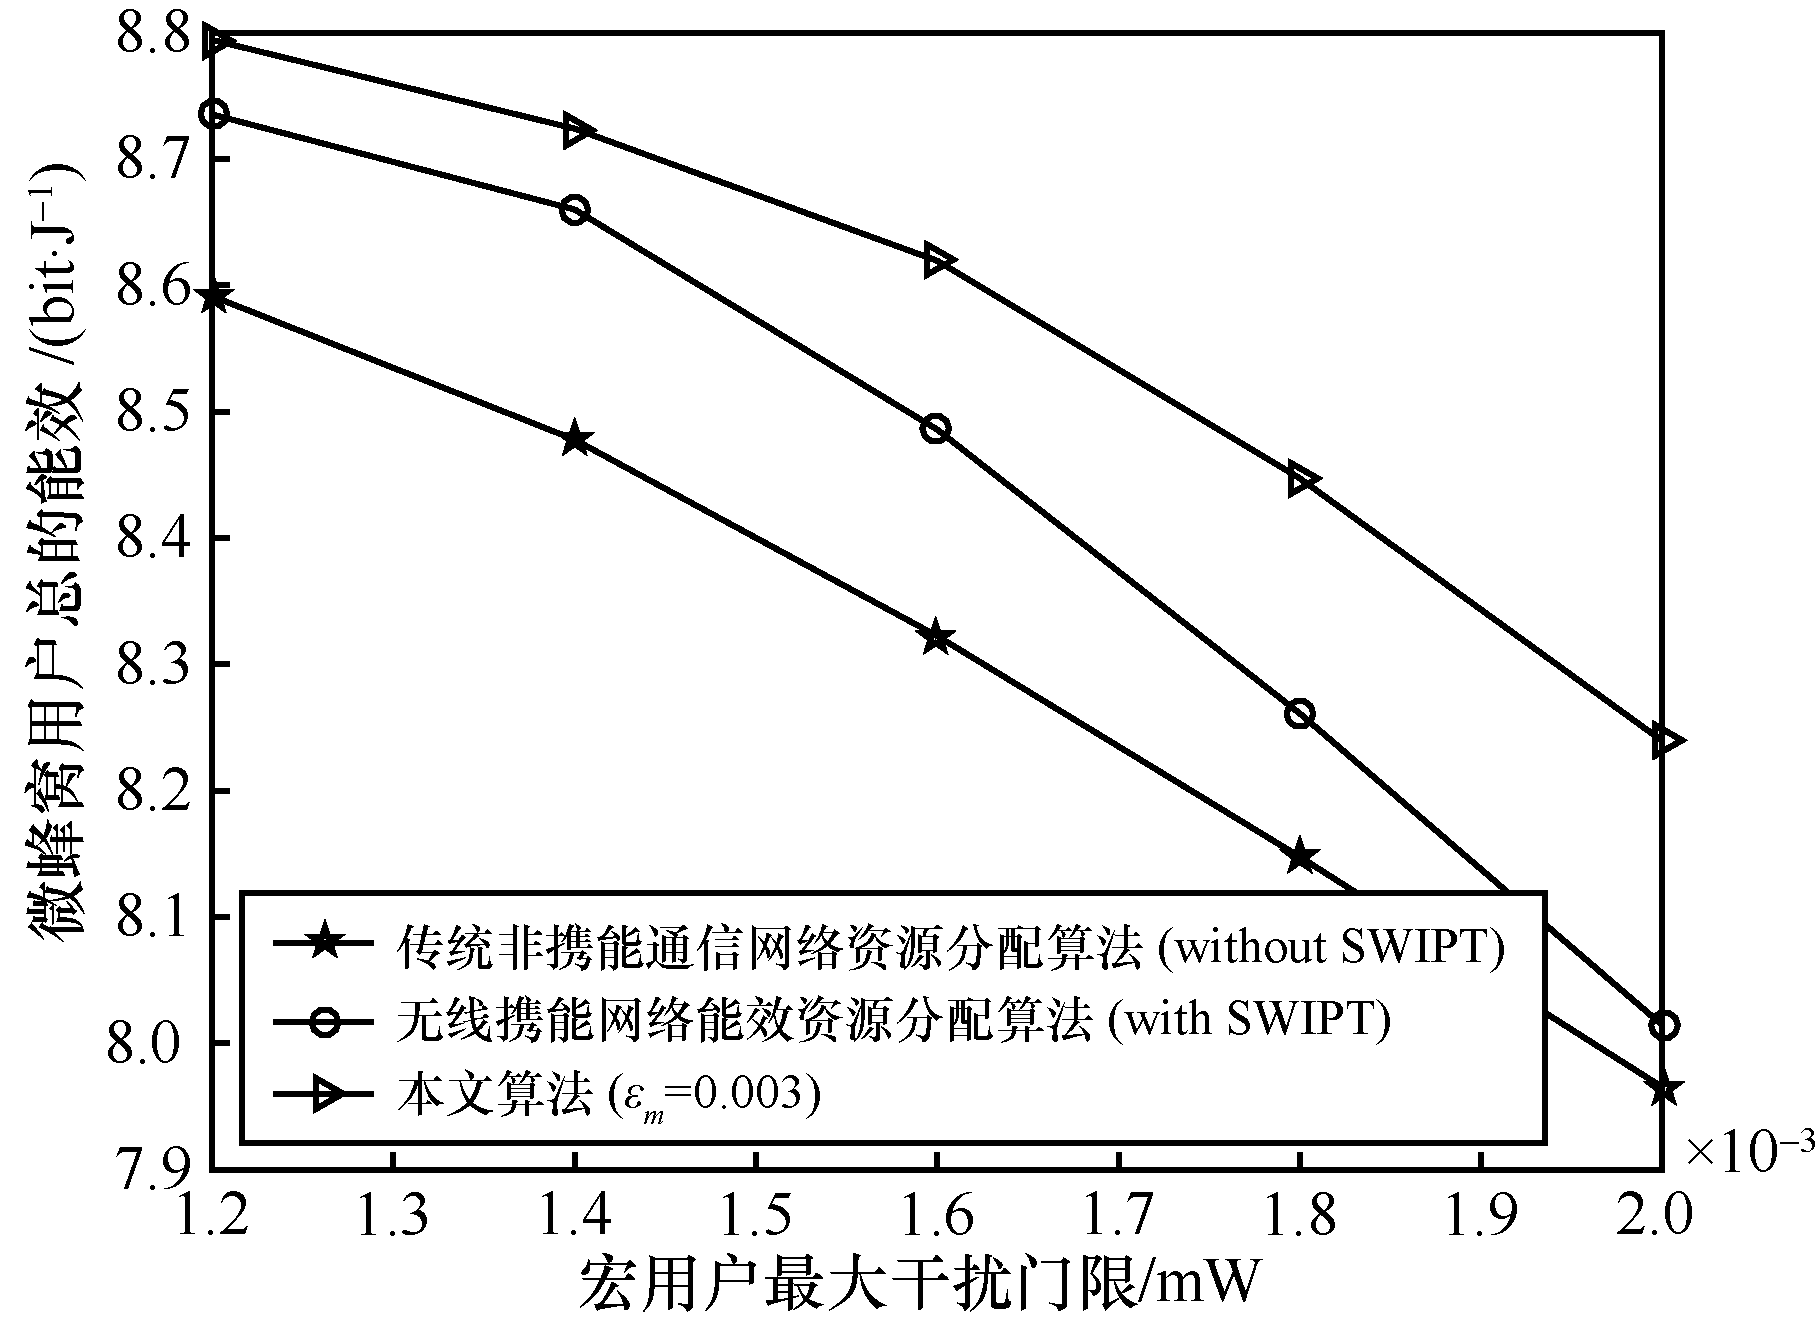 微蜂窝用户总的能效/(bit·J⁻¹)
8.8
8.7
8.6
8.5
8.4
8.3
8.2
8.1
8.0
7.9
传统非携能通信网络资源分配算法 (without SWIPT)
无线携能网络能效资源分配算法 (with SWIPT)
本文算法 (εₘ=0.003)
×10⁻³
1.2 1.3 1.4 1.5 1.6 1.7 1.8 1.9 2.0
宏用户最大干扰门限/mW